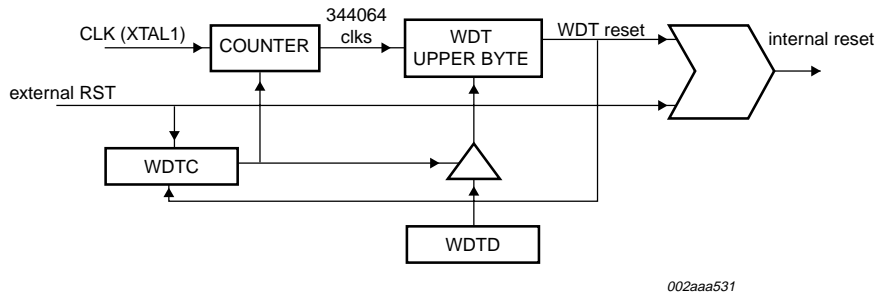 344064
CLK (XTAL1)
COUNTER
clks
WDT
UPPER BYTE
WDT reset
internal reset
external RST
WDTC
WDTD
002aaa531